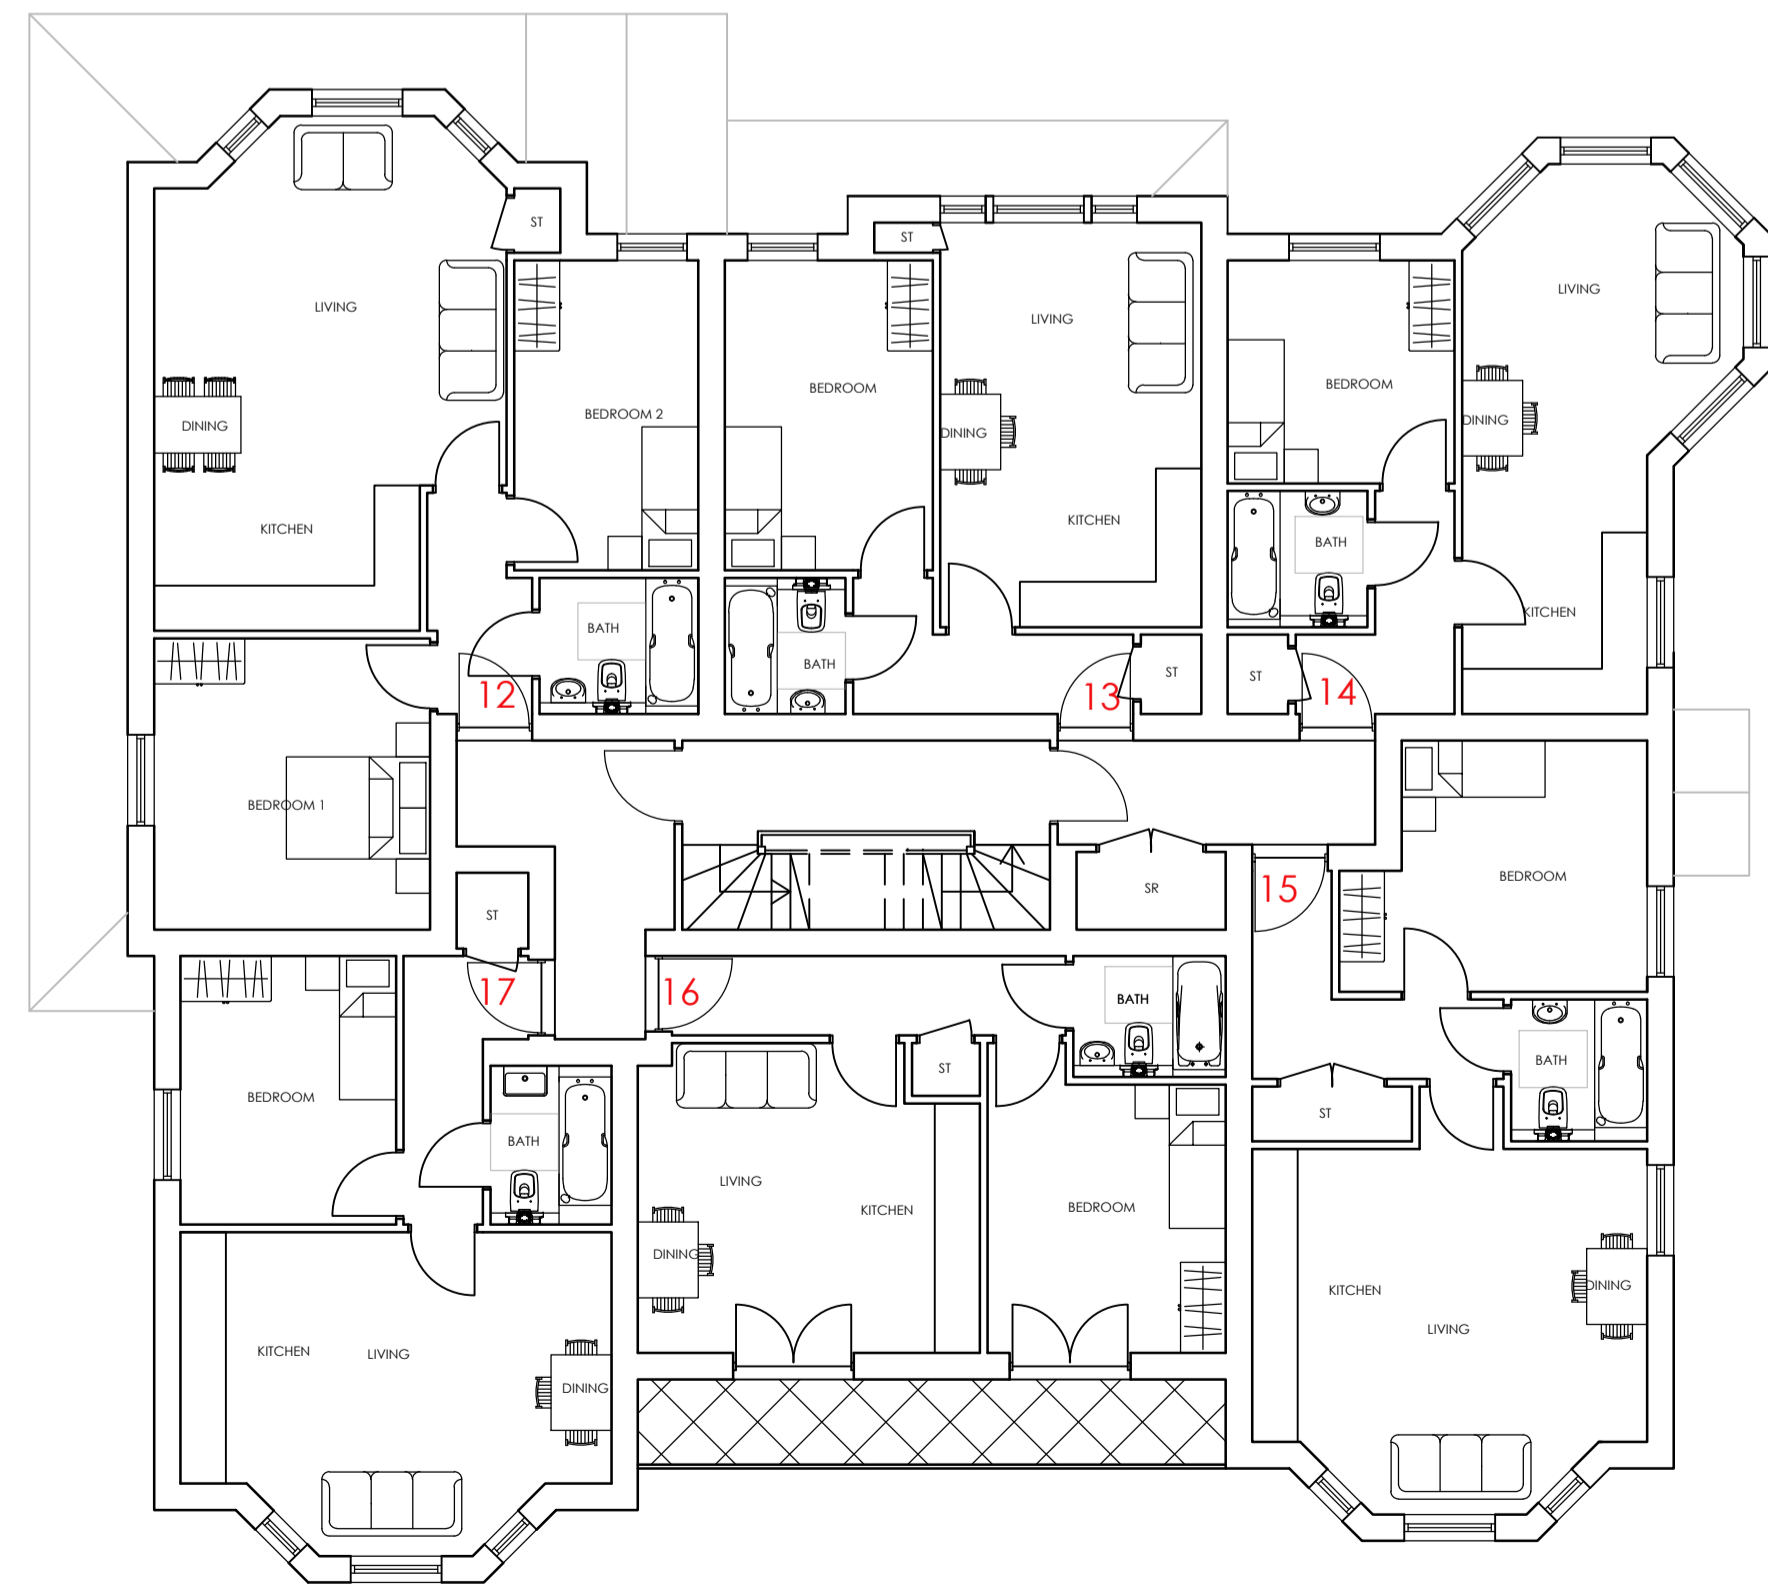 ST
ST
LIVING
LIVING
LIVING
BEDROOM
BEDROOM
BEDROOM 2
DINING
DINING
DINING
KITCHEN
KITCHEN
BATH
KITCHEN
BATH
BATH
ST
ST
12
13
14
BEDROOM 1
BEDROOM
SR
15
ST
17
16
BATH
BATH
ST
BEDROOM
ST
BATH
LIVING
KITCHEN
BEDROOM
DINING
KITCHEN
DINING
LIVING
KITCHEN
LIVING
DINING